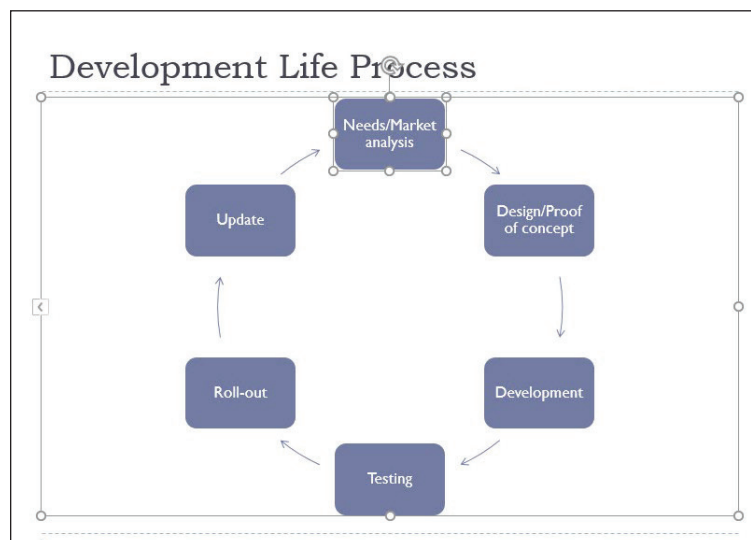 Development Life Process
Needs/Market
analysis
Design/Proof
of concept
Development
Testing
Roll-out
Update